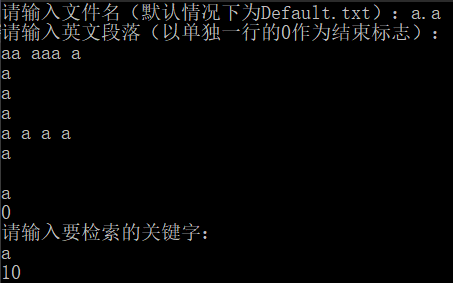 请输入文件名（默认情况下为Default.txt）：a.a
请输入英文段落（以单独一行的0作为结束标志）：
aa aaa a
a
a
a
a a a a
a

a
0
请输入要检索的关键字：
a
10